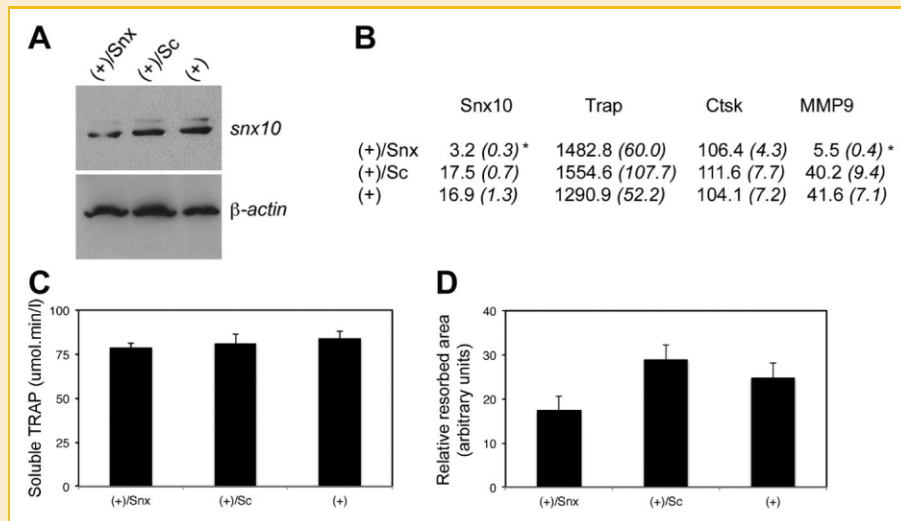 A
(+)/Snx
(+)/Sc
(+)
snx10
β-actin
B
Snx10 Trap Ctsk MMP9
(+)/Snx 3.2 (0.3) * 1482.8 (60.0) 106.4 (4.3) 5.5 (0.4) *
(+)/Sc 17.5 (0.7) 1554.6 (107.7) 111.6 (7.7) 40.2 (9.4)
(+) 16.9 (1.3) 1290.9 (52.2) 104.1 (7.2) 41.6 (7.1)
C
Soluble TRAP (umol.min/l)
100
75
50
25
0
(+)/Snx (+)/Sc (+)
D
Relative resorbed area
(arbitrary units)
40
30
20
10
0
(+)/Snx (+)/Sc (+)